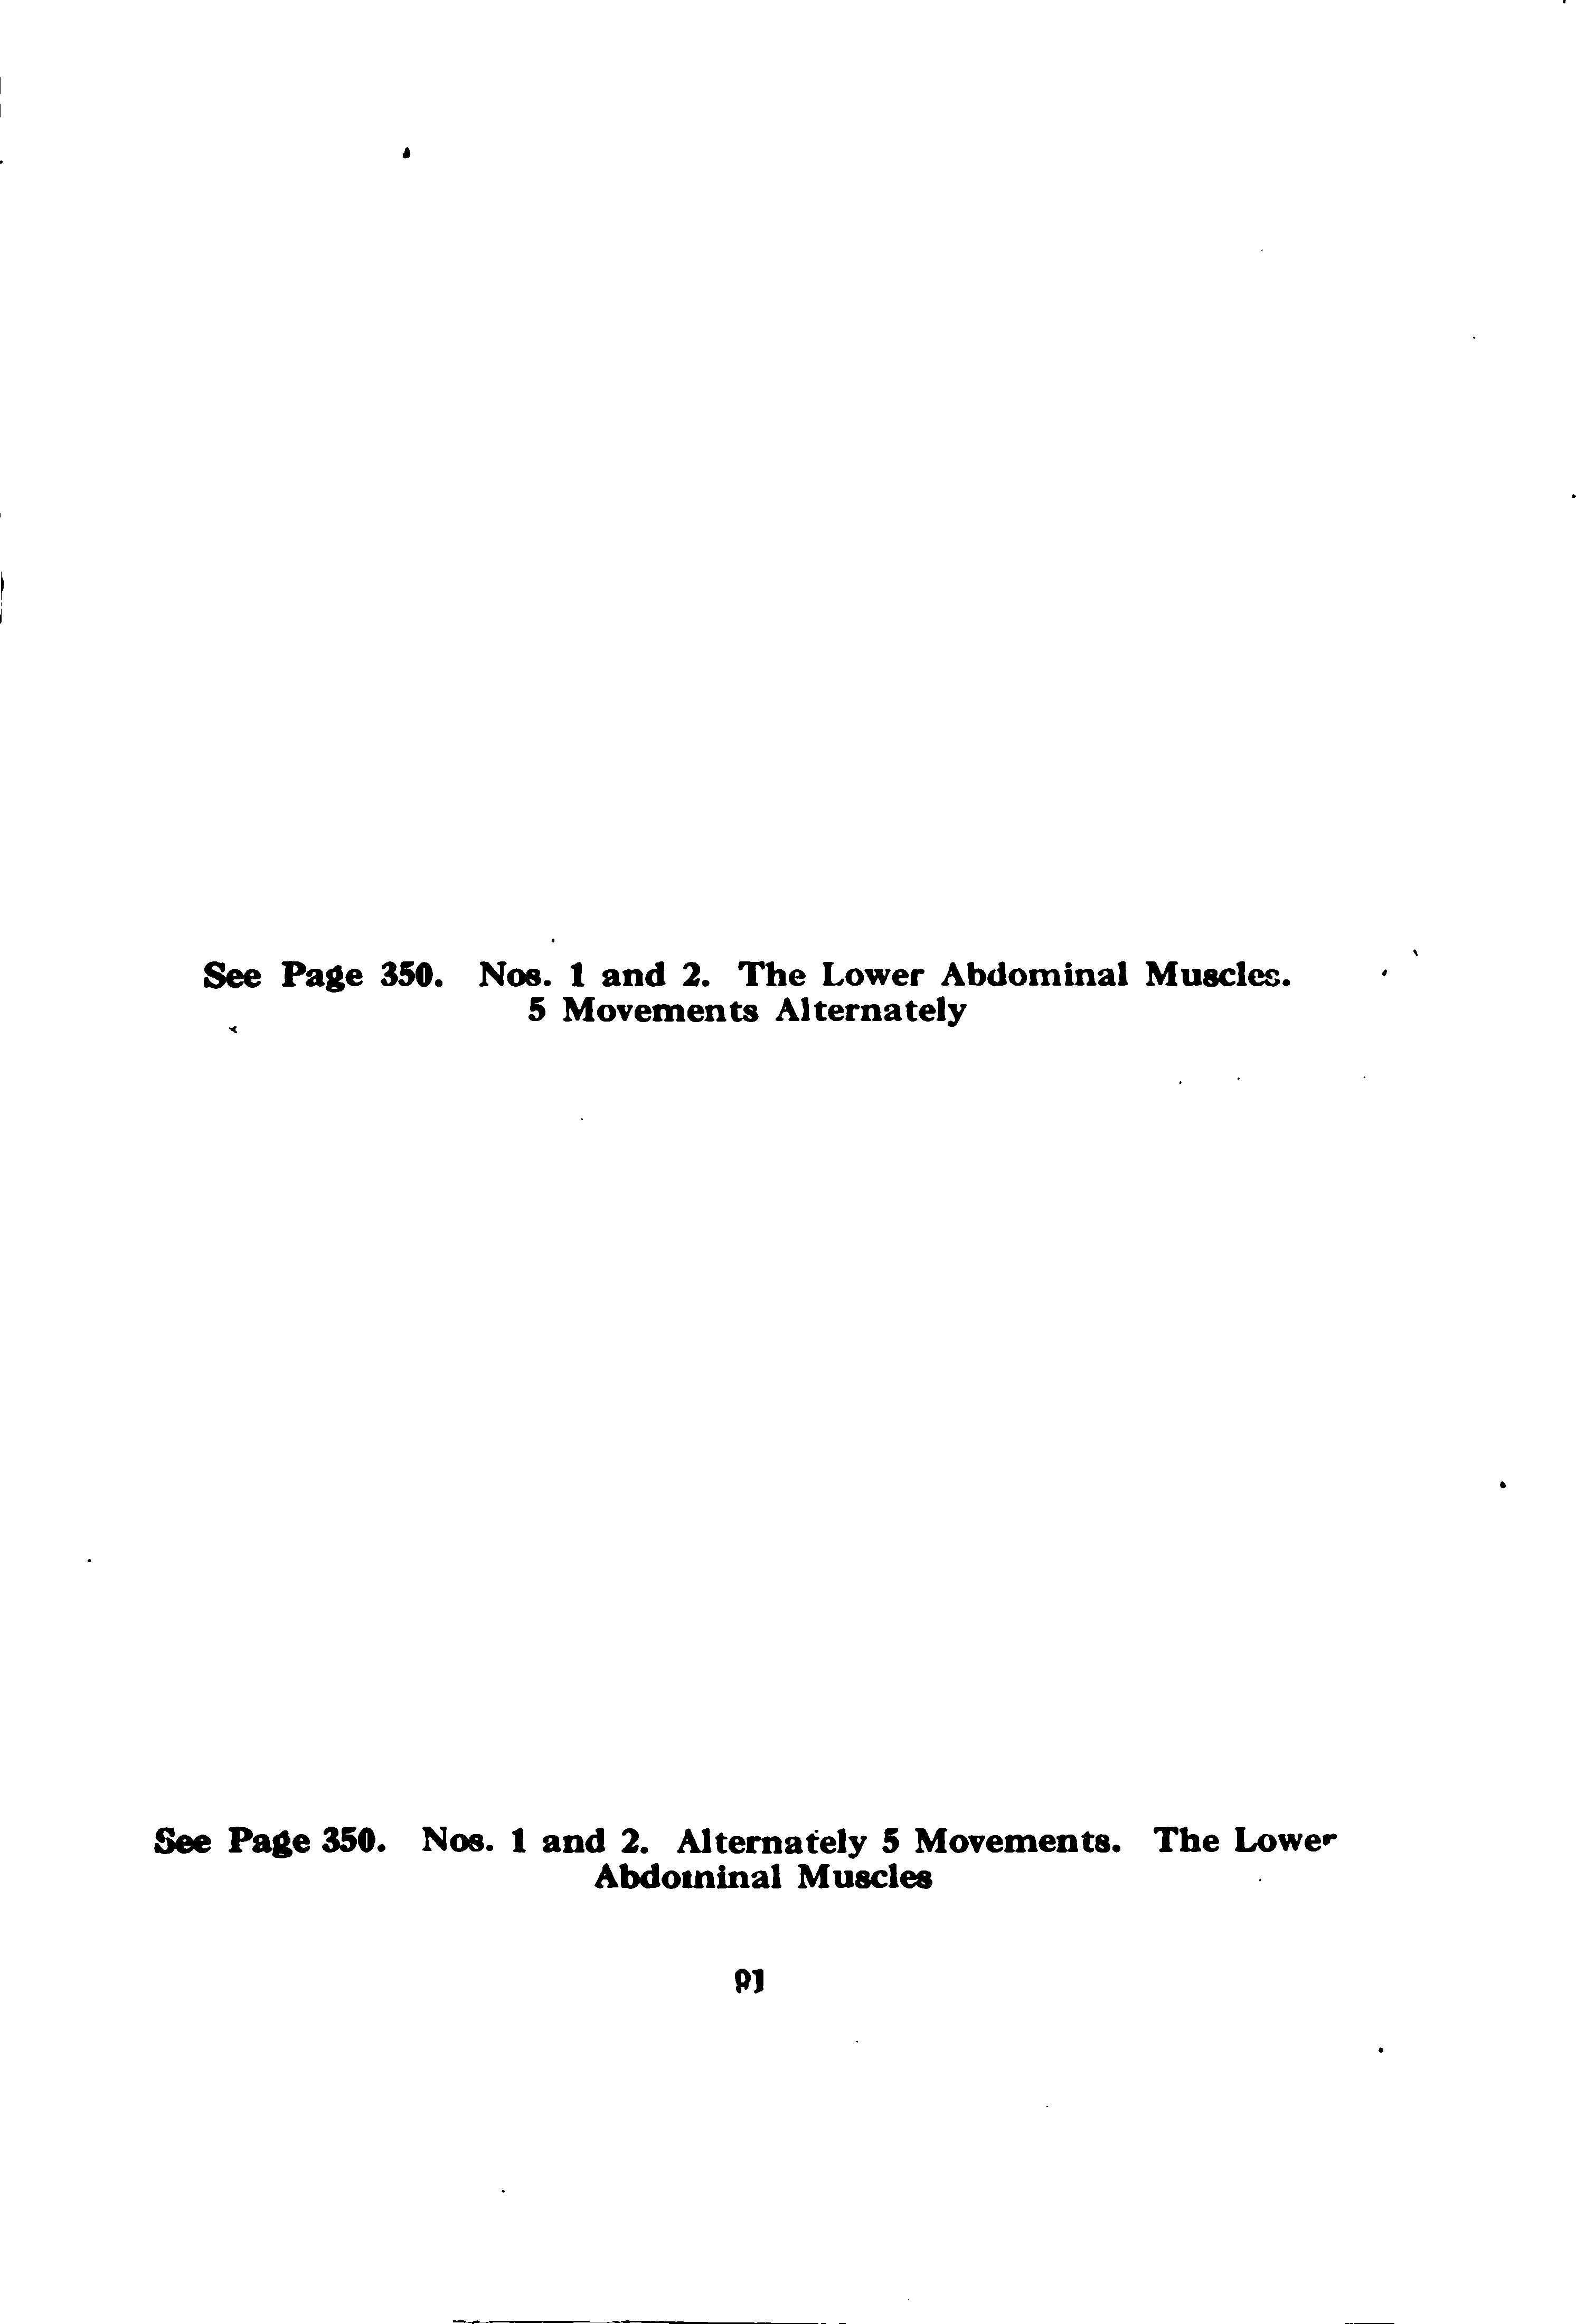 See Page 350. Nos. 1 and 2. The Lower Abdominal Muscles.
5 Movements Alternately
See Page 350. Nos. 1 and 2. Alternately 5 Movements. The Lower
Abdominal Muscles